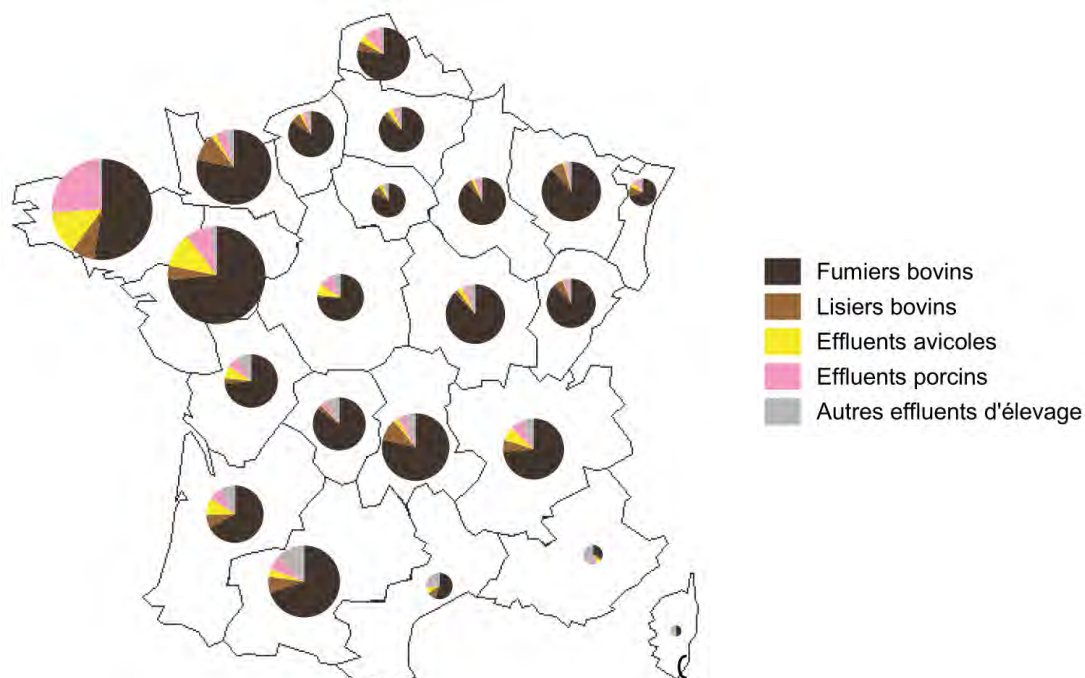 Fumiers bovins
Lisiers bovins
Effluents avicoles
Effluents porcins
Autres effluents d'élevage